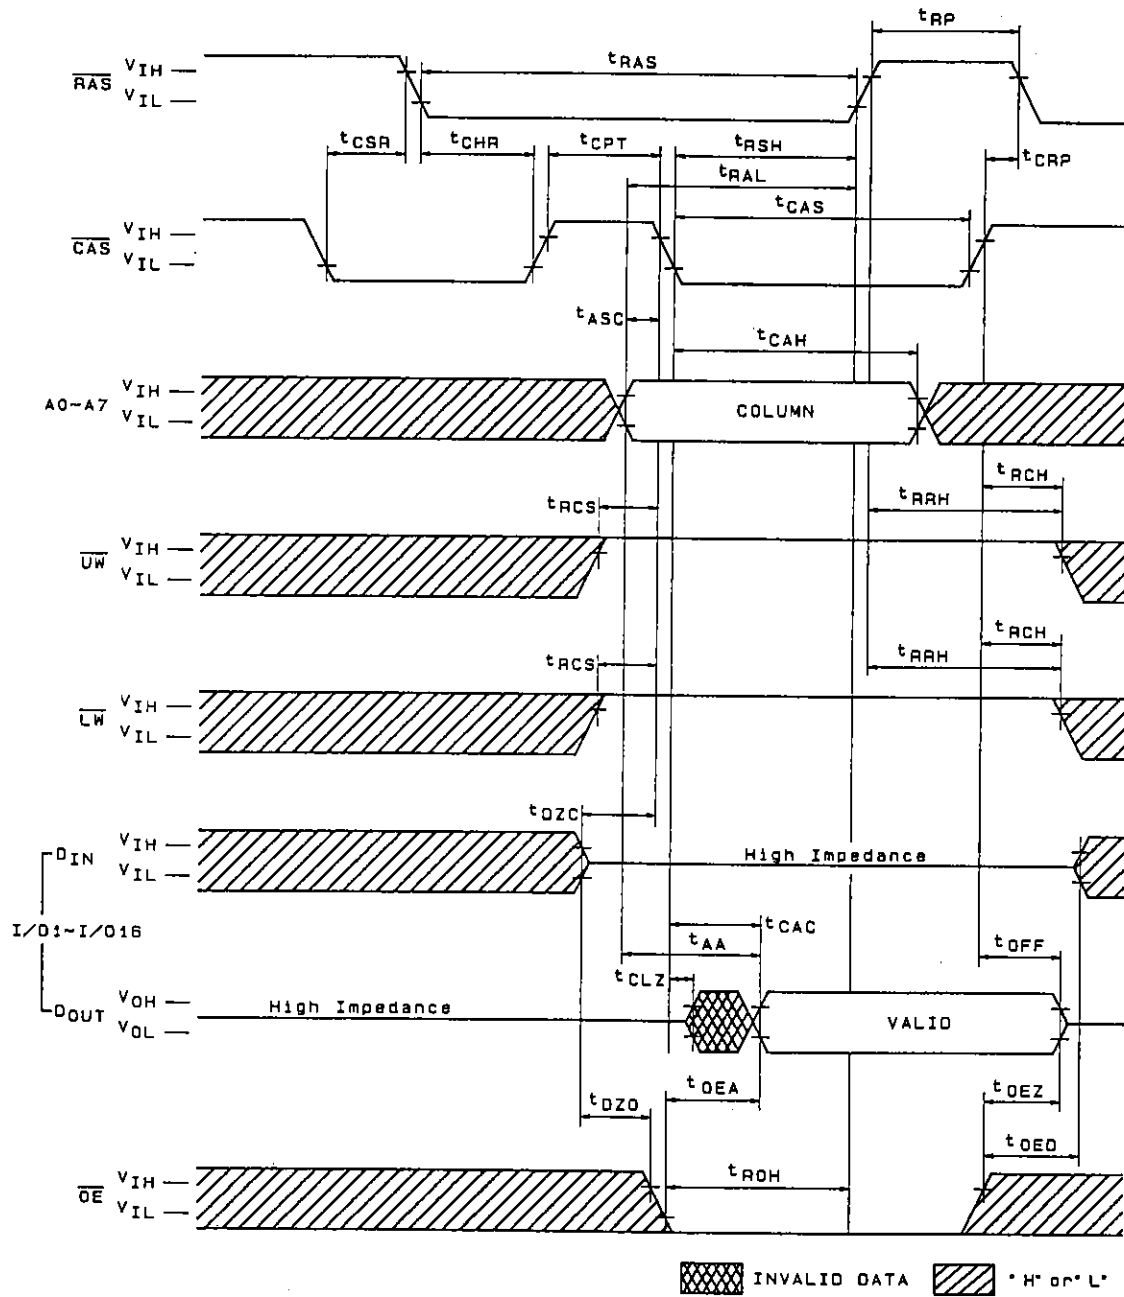 tRP
VIH
RAS
VIL
tRAS
tCSR
tCHR
tCPT
tRSH
tCRP
tRAL
tCAS
VIH
CAS
VIL
tASC
tCAH
VIH
A0~A7
VIL
COLUMN
tRCH
tRCS
tRRH
VIH
UW
VIL
tRCH
tRCS
tRRH
VIH
LW
VIL
tDZC
VIH
DIN
VIL
High Impedance
I/O1~I/O16
tCAC
tAA
tOFF
tCLZ
VOH
DOUT
VOL
High Impedance
VALID
tOEA
tOEZ
tDZO
tOED
tROH
VIH
OE
VIL
INVALID DATA
"H" or "L"